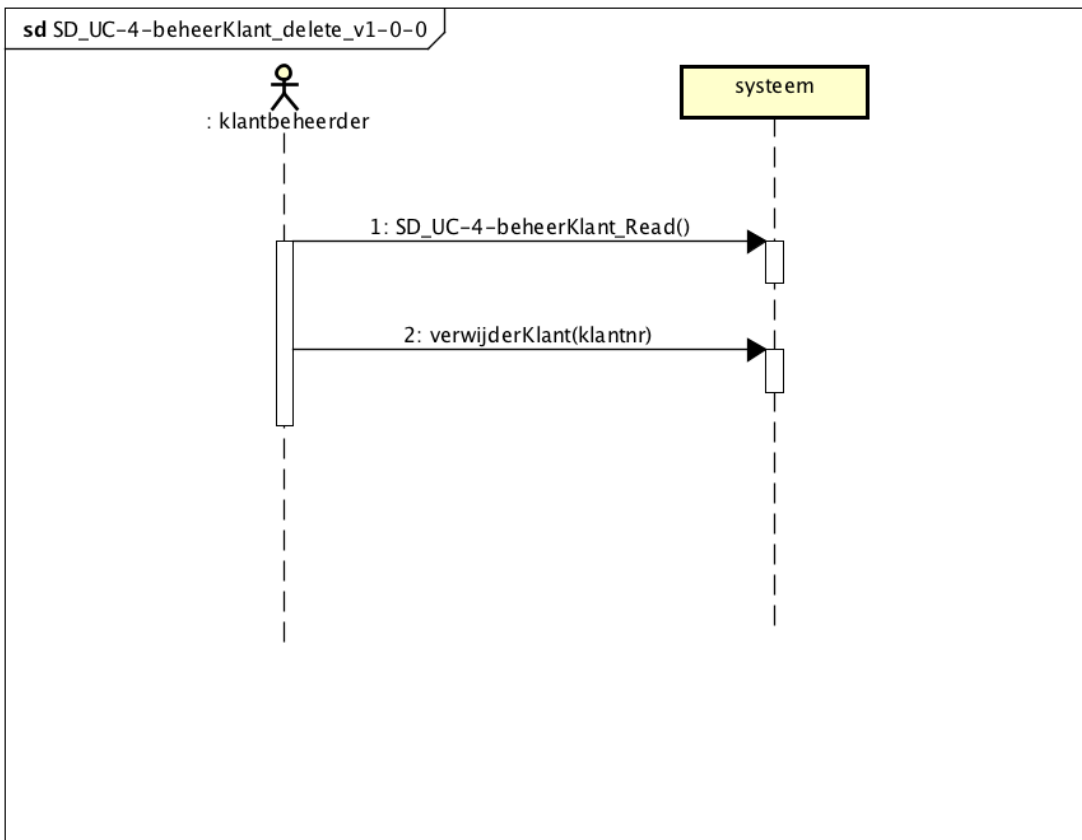 sd SD_UC-4-beheerKlant_delete_v1-0-0
: klantbeheerder
systeem
1: SD_UC-4-beheerKlant_Read()
2: verwijderKlant(klantnr)